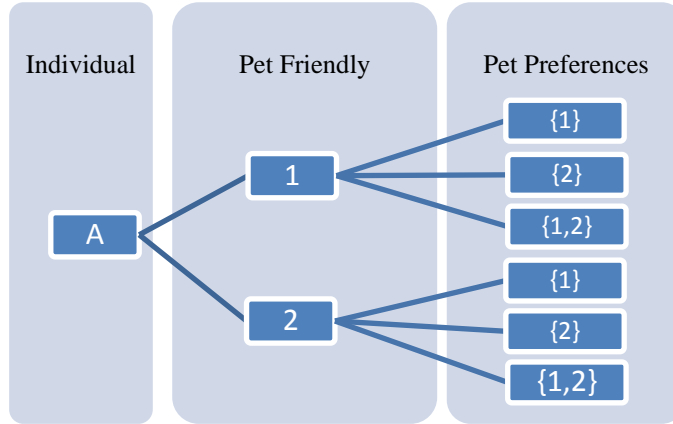 Individual
Pet Friendly
Pet Preferences
A
1
2
{1}
{2}
{1,2}
{1}
{2}
{1,2}